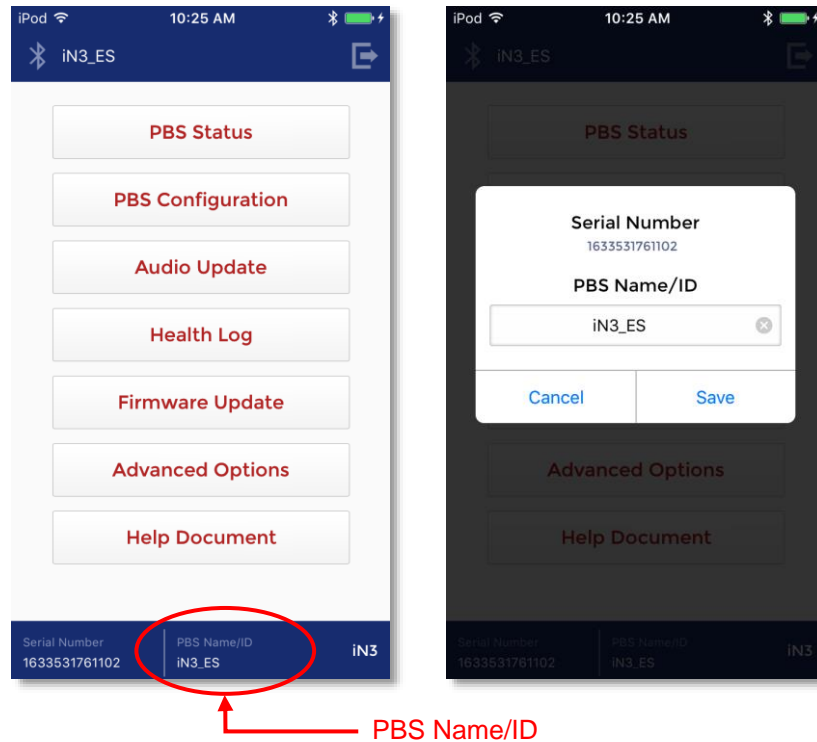 iPod 10:25 AM
iN3_ES
PBS Status
PBS Configuration
Audio Update
Health Log
Firmware Update
Advanced Options
Help Document
Serial Number PBS Name/ID
1633531761102 iN3_ES iN3
iPod 10:25 AM
iN3_ES
PBS Status
Serial Number
1633531761102
PBS Name/ID
iN3_ES
Cancel Save
Advanced Options
Help Document
Serial Number PBS Name/ID
1633531761102 iN3_ES iN3
PBS Name/ID